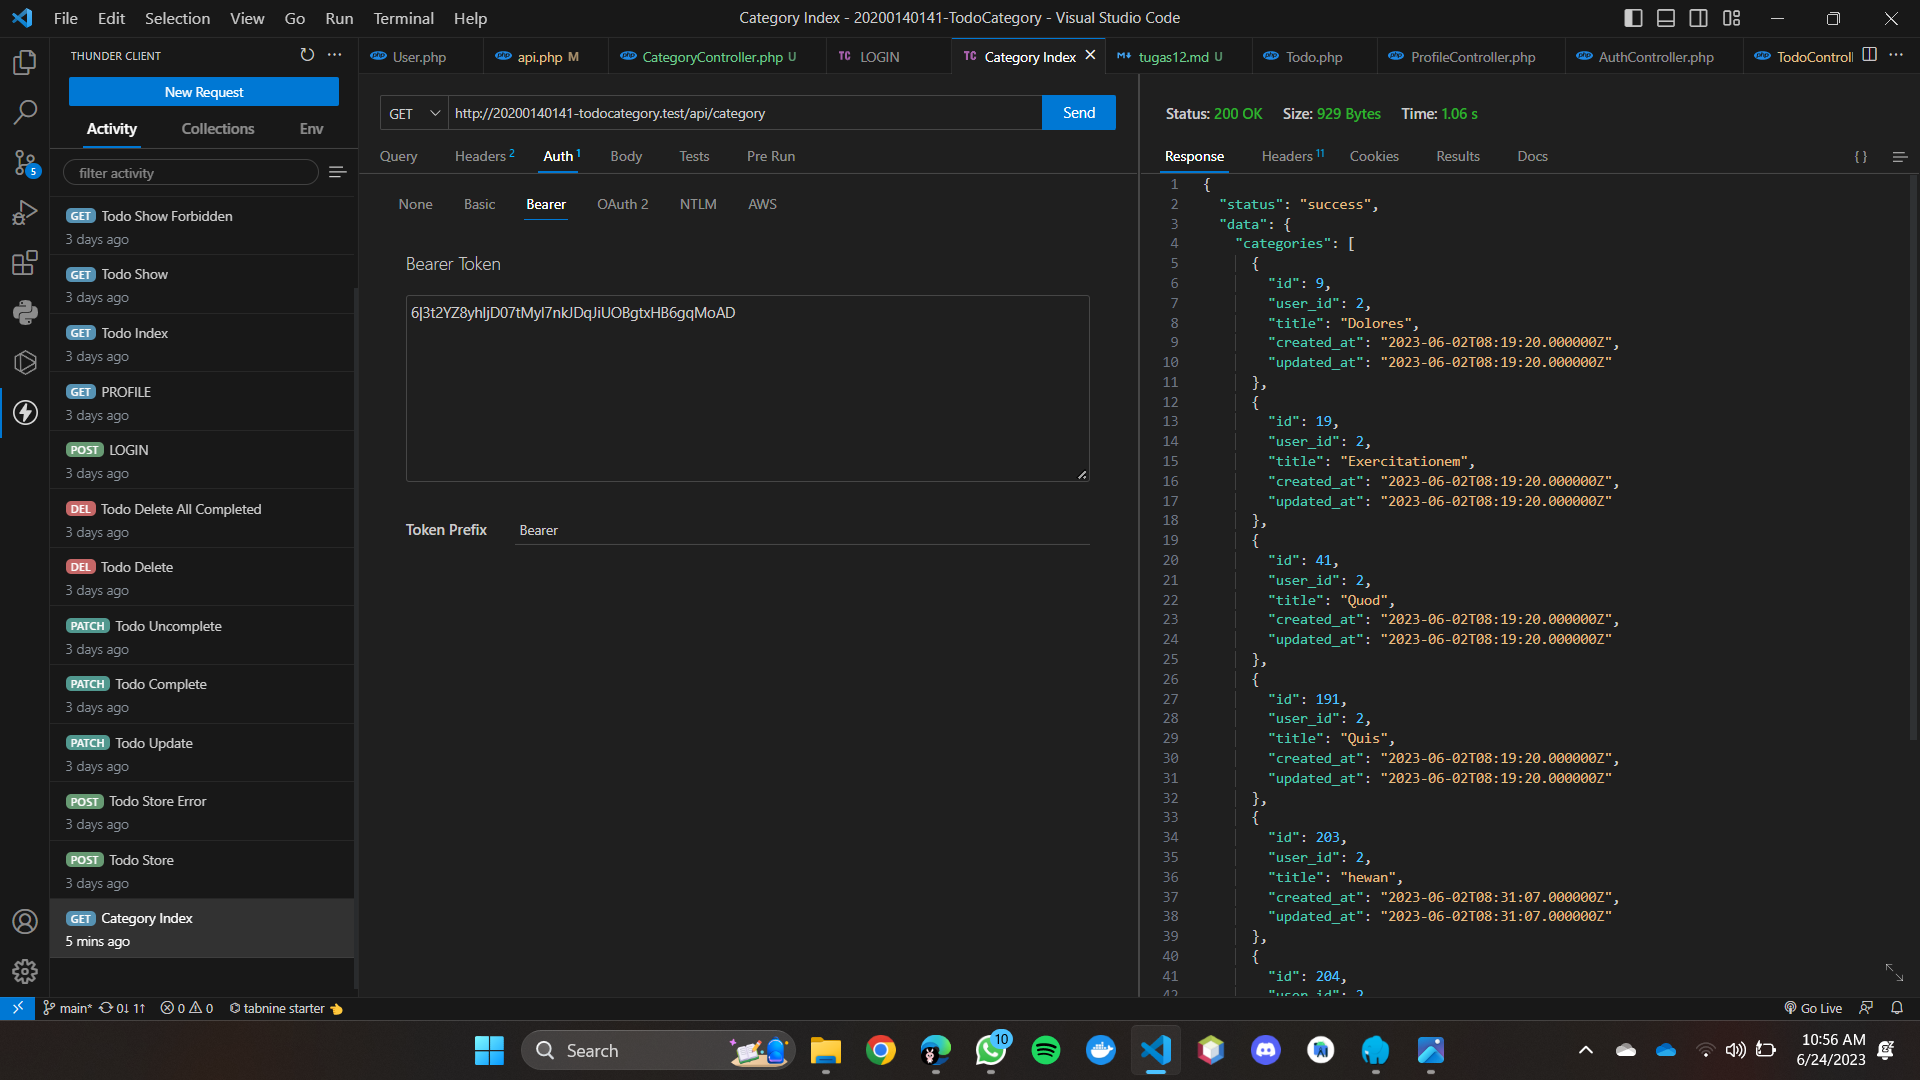 File Edit Selection View Go Run Terminal Help
Category Index - 20200140141-TodoCategory - Visual Studio Code
THUNDER CLIENT
New Request
Activity Collections Env
filter activity
GET Todo Show Forbidden
3 days ago
GET Todo Show
3 days ago
GET Todo Index
3 days ago
GET PROFILE
3 days ago
POST LOGIN
3 days ago
DEL Todo Delete All Completed
3 days ago
DEL Todo Delete
3 days ago
PATCH Todo Uncomplete
3 days ago
PATCH Todo Complete
3 days ago
PATCH Todo Update
3 days ago
POST Todo Store Error
3 days ago
POST Todo Store
3 days ago
GET Category Index
5 mins ago
5
User.php api.php M CategoryController.php U TC LOGIN TC Category Index tugas12.md U Todo.php ProfileController.php AuthController.php TodoControl
GET http://20200140141-todocategory.test/api/category Send
Query Headers 2 Auth 1 Body Tests Pre Run
None Basic Bearer OAuth 2 NTLM AWS
Bearer Token
Token Prefix Bearer
Status: 200 OK Size: 929 Bytes Time: 1.06 s
Response Headers 11 Cookies Results Docs { }
1 {
2 "status": "success",
3 "data": {
4 "categories": [
5 {
6 "id": 9,
7 "user_id": 2,
8 "title": "Dolores",
9 "created_at": "2023-06-02T08:19:20.000000Z",
10 "updated_at": "2023-06-02T08:19:20.000000Z"
11 },
12 {
13 "id": 19,
14 "user_id": 2,
15 "title": "Exercitationem",
16 "created_at": "2023-06-02T08:19:20.000000Z",
17 "updated_at": "2023-06-02T08:19:20.000000Z"
18 },
19 {
20 "id": 41,
21 "user_id": 2,
22 "title": "Quod",
23 "created_at": "2023-06-02T08:19:20.000000Z",
24 "updated_at": "2023-06-02T08:19:20.000000Z"
25 },
26 {
27 "id": 191,
28 "user_id": 2,
29 "title": "Quis",
30 "created_at": "2023-06-02T08:19:20.000000Z",
31 "updated_at": "2023-06-02T08:19:20.000000Z"
32 },
33 {
34 "id": 203,
35 "user_id": 2,
36 "title": "hewan",
37 "created_at": "2023-06-02T08:31:07.000000Z",
38 "updated_at": "2023-06-02T08:31:07.000000Z"
39 },
40 {
41 "id": 204,
42 "user_id": 2
main* 0↓ 1↑ 0 0 tabnine starter Go Live
Search
10
10:56 AM
6/24/2023